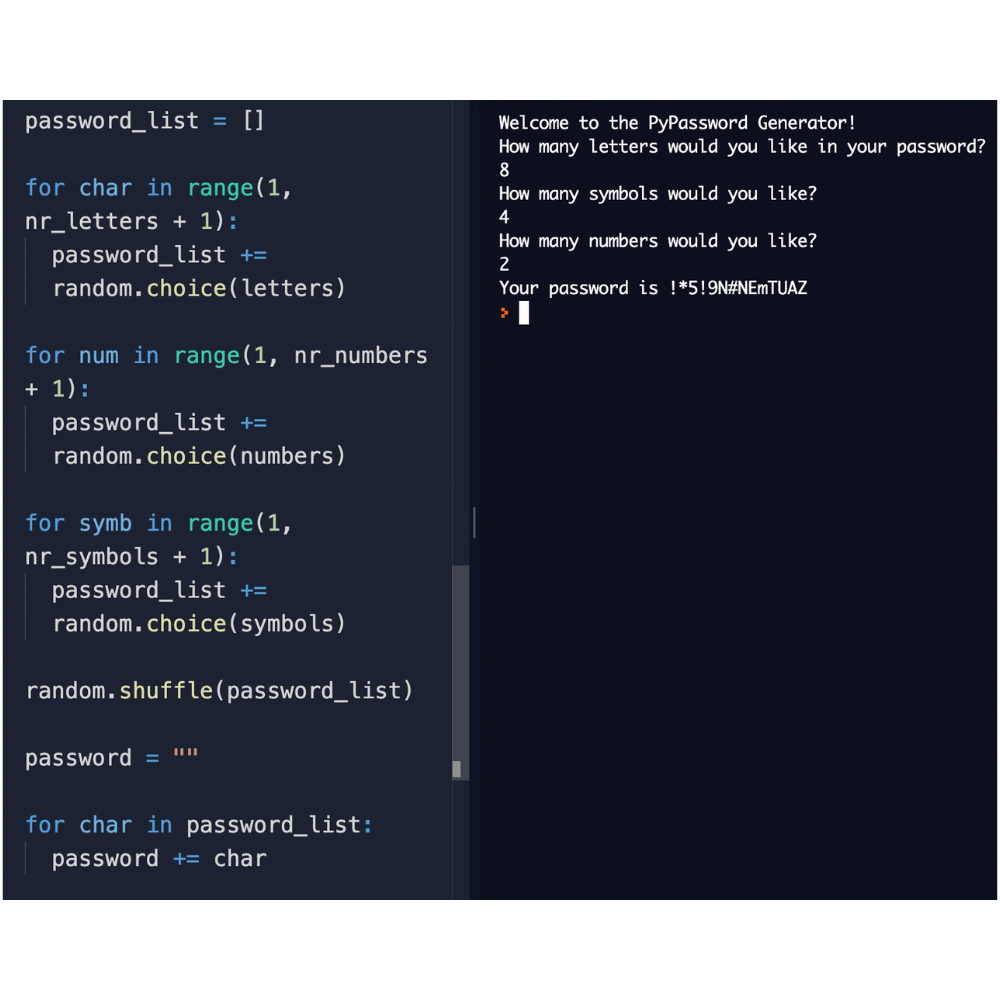 password_list = []
for char in range(1,
nr_letters + 1):
password_list +=
random.choice(letters)
for num in range(1, nr_numbers
+ 1):
password_list +=
random.choice(numbers)
for symb in range(1,
nr_symbols + 1):
password_list +=
random.choice(symbols)
random.shuffle(password_list)
password = ""
for char in password_list:
password += char
Welcome to the PyPassword Generator!
How many letters would you like in your password?
8
How many symbols would you like?
4
How many numbers would you like?
2
Your password is !*5!9N#NEmTUAZ
>